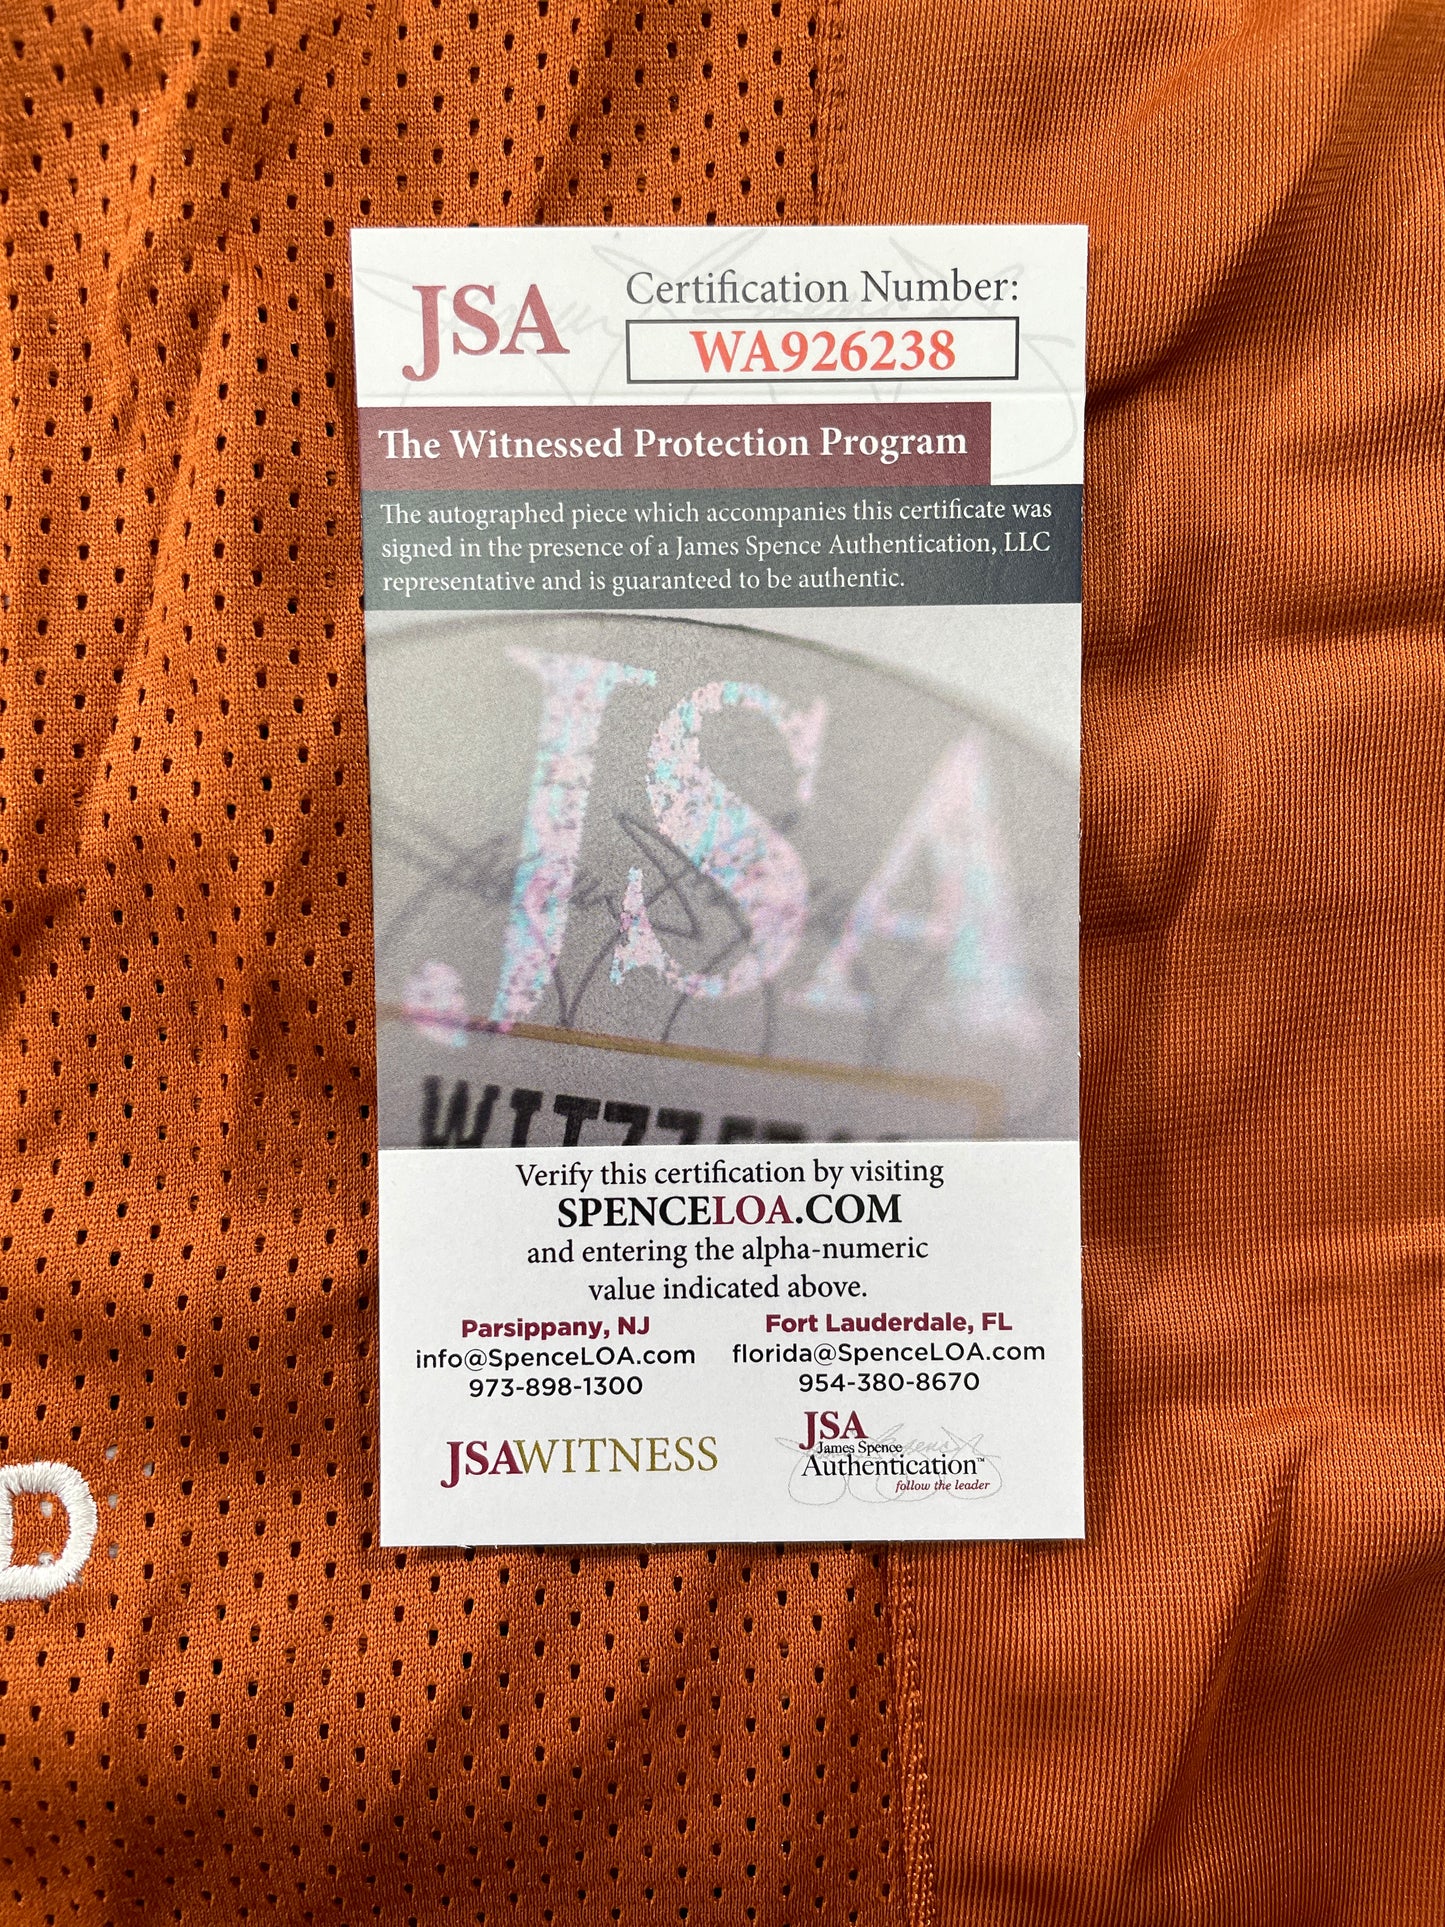 JSA
Certification Number:
WA926238
The Witnessed Protection Program
The autographed piece which accompanies this certificate was
signed in the presence of a James Spence Authentication, LLC
representative and is guaranteed to be authentic.
JSA
Verify this certification by visiting
SPENCELOA.COM
and entering the alpha-numeric
value indicated above.
Parsippany, NJ
info@SpenceLOA.com
973-898-1300
Fort Lauderdale, FL
florida@SpenceLOA.com
954-380-8670
JSAWITNESS
JSA
James Spence
Authentication™
follow the leader
D